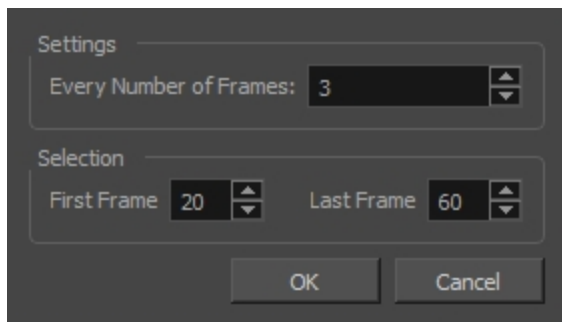 Settings
Every Number of Frames: 3
Selection
First Frame 20 Last Frame 60
OK Cancel